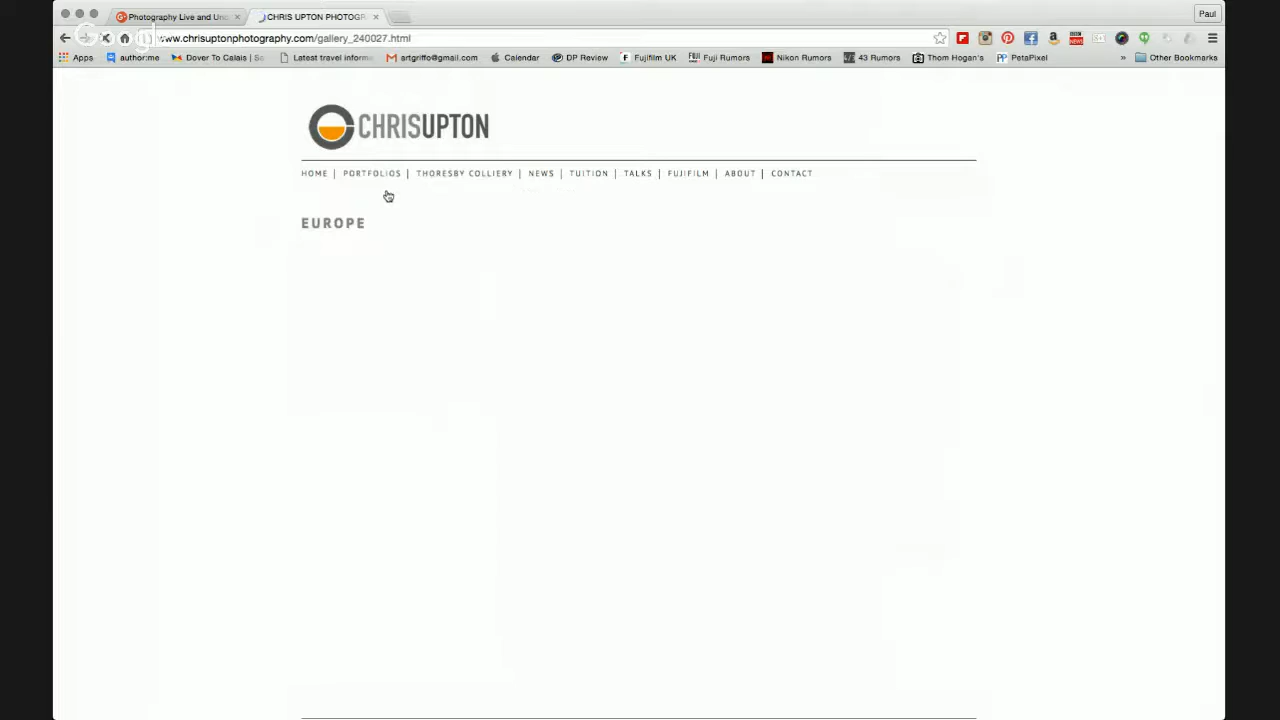 Photography Live and Unc
CHRIS UPTON PHOTOGR
Paul
www.chrisuptonphotography.com/gallery_240027.html
Apps
author:me
Dover To Calais | Sc
Latest travel inform
artgriffo@gmail.com
Calendar
DP Review
Fujifilm UK
Fuji Rumors
Nikon Rumors
43 Rumors
Thom Hogan's
PetaPixel
»
Other Bookmarks
CHRISUPTON
HOME | PORTFOLIOS | THORESBY COLLIERY | NEWS | TUITION | TALKS | FUJIFILM | ABOUT | CONTACT
EUROPE